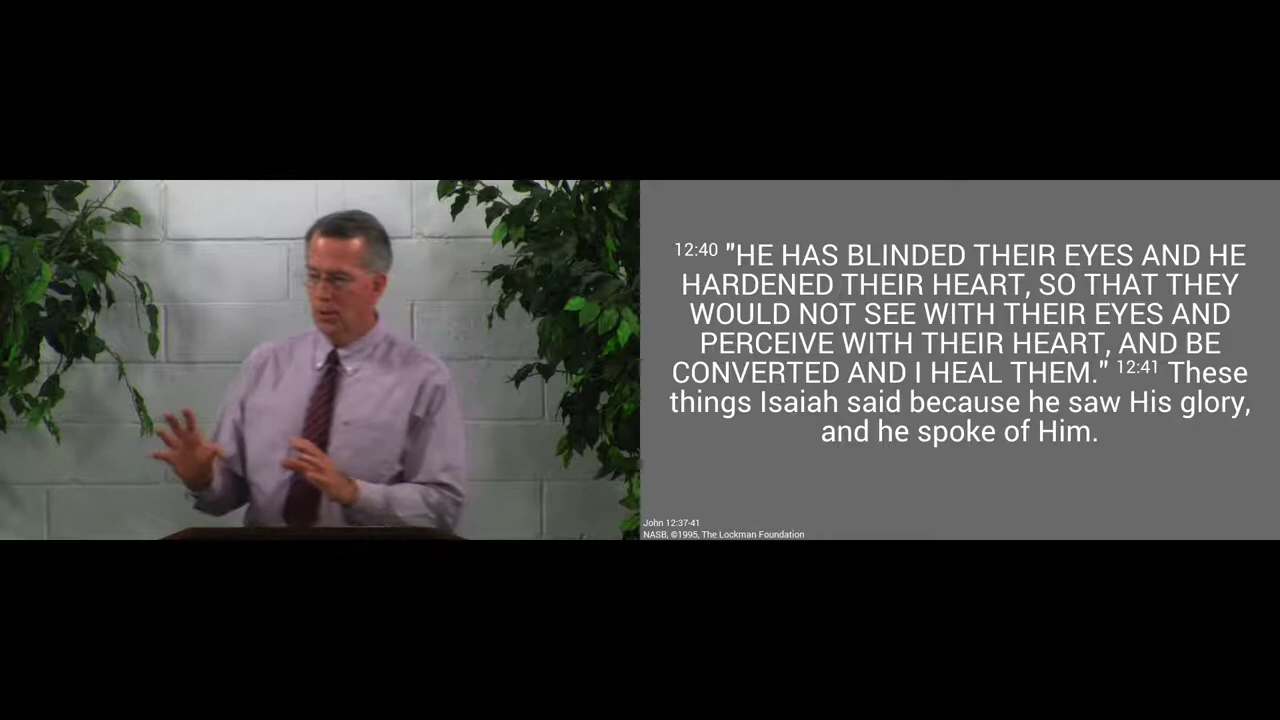 12:40 "HE HAS BLINDED THEIR EYES AND HE
HARDENED THEIR HEART, SO THAT THEY
WOULD NOT SEE WITH THEIR EYES AND
PERCEIVE WITH THEIR HEART, AND BE
CONVERTED AND I HEAL THEM." 12:41 These
things Isaiah said because he saw His glory,
and he spoke of Him.
John 12:37-41
NASB, ©1995, The Lockman Foundation